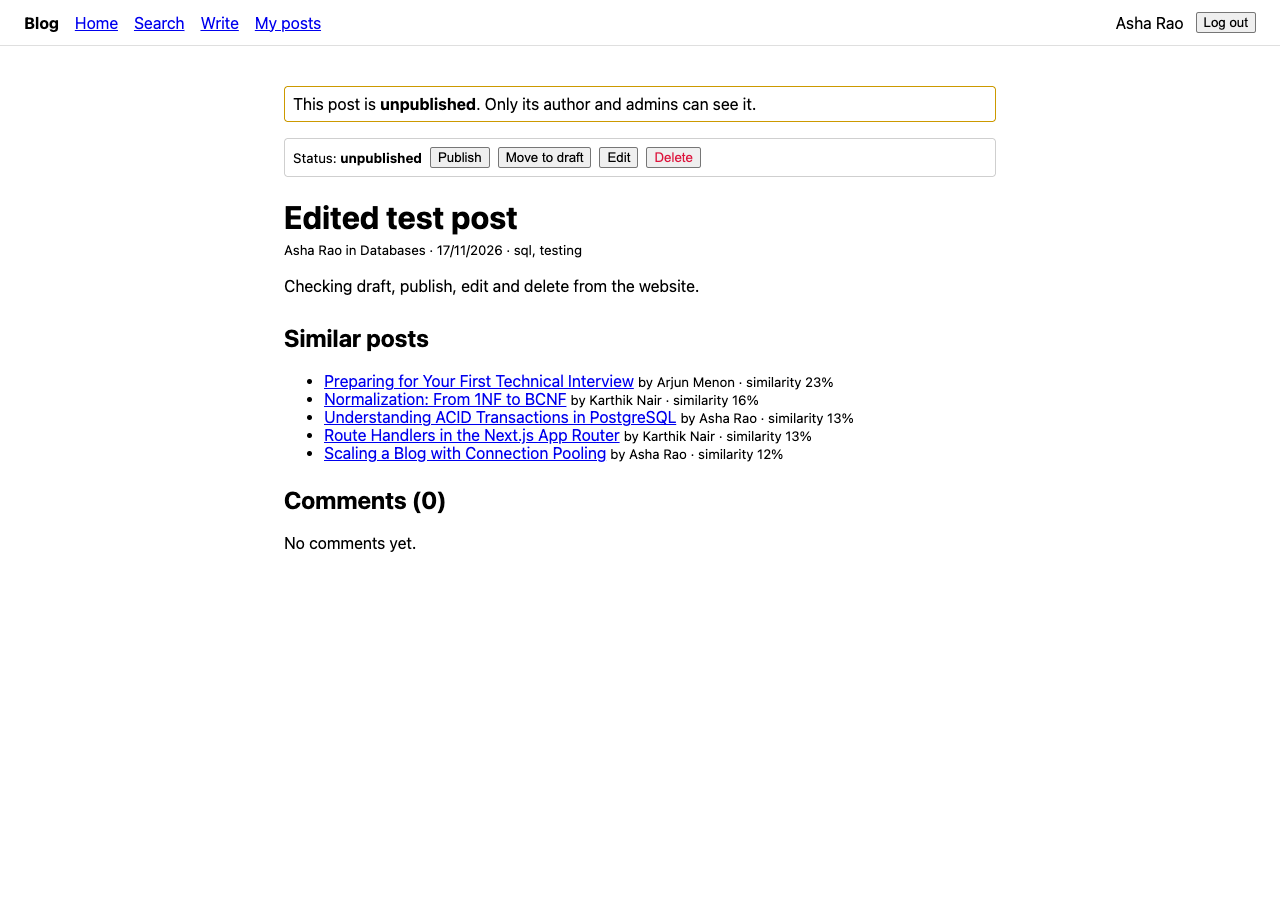 Blog Home Search Write My posts Asha Rao Log out
This post is unpublished. Only its author and admins can see it.
Status: unpublished Publish Move to draft Edit Delete
Edited test post
Asha Rao in Databases · 17/11/2026 · sql, testing
Checking draft, publish, edit and delete from the website.
Similar posts
Preparing for Your First Technical Interview by Arjun Menon · similarity 23%
Normalization: From 1NF to BCNF by Karthik Nair · similarity 16%
Understanding ACID Transactions in PostgreSQL by Asha Rao · similarity 13%
Route Handlers in the Next.js App Router by Karthik Nair · similarity 13%
Scaling a Blog with Connection Pooling by Asha Rao · similarity 12%
Comments (0)
No comments yet.